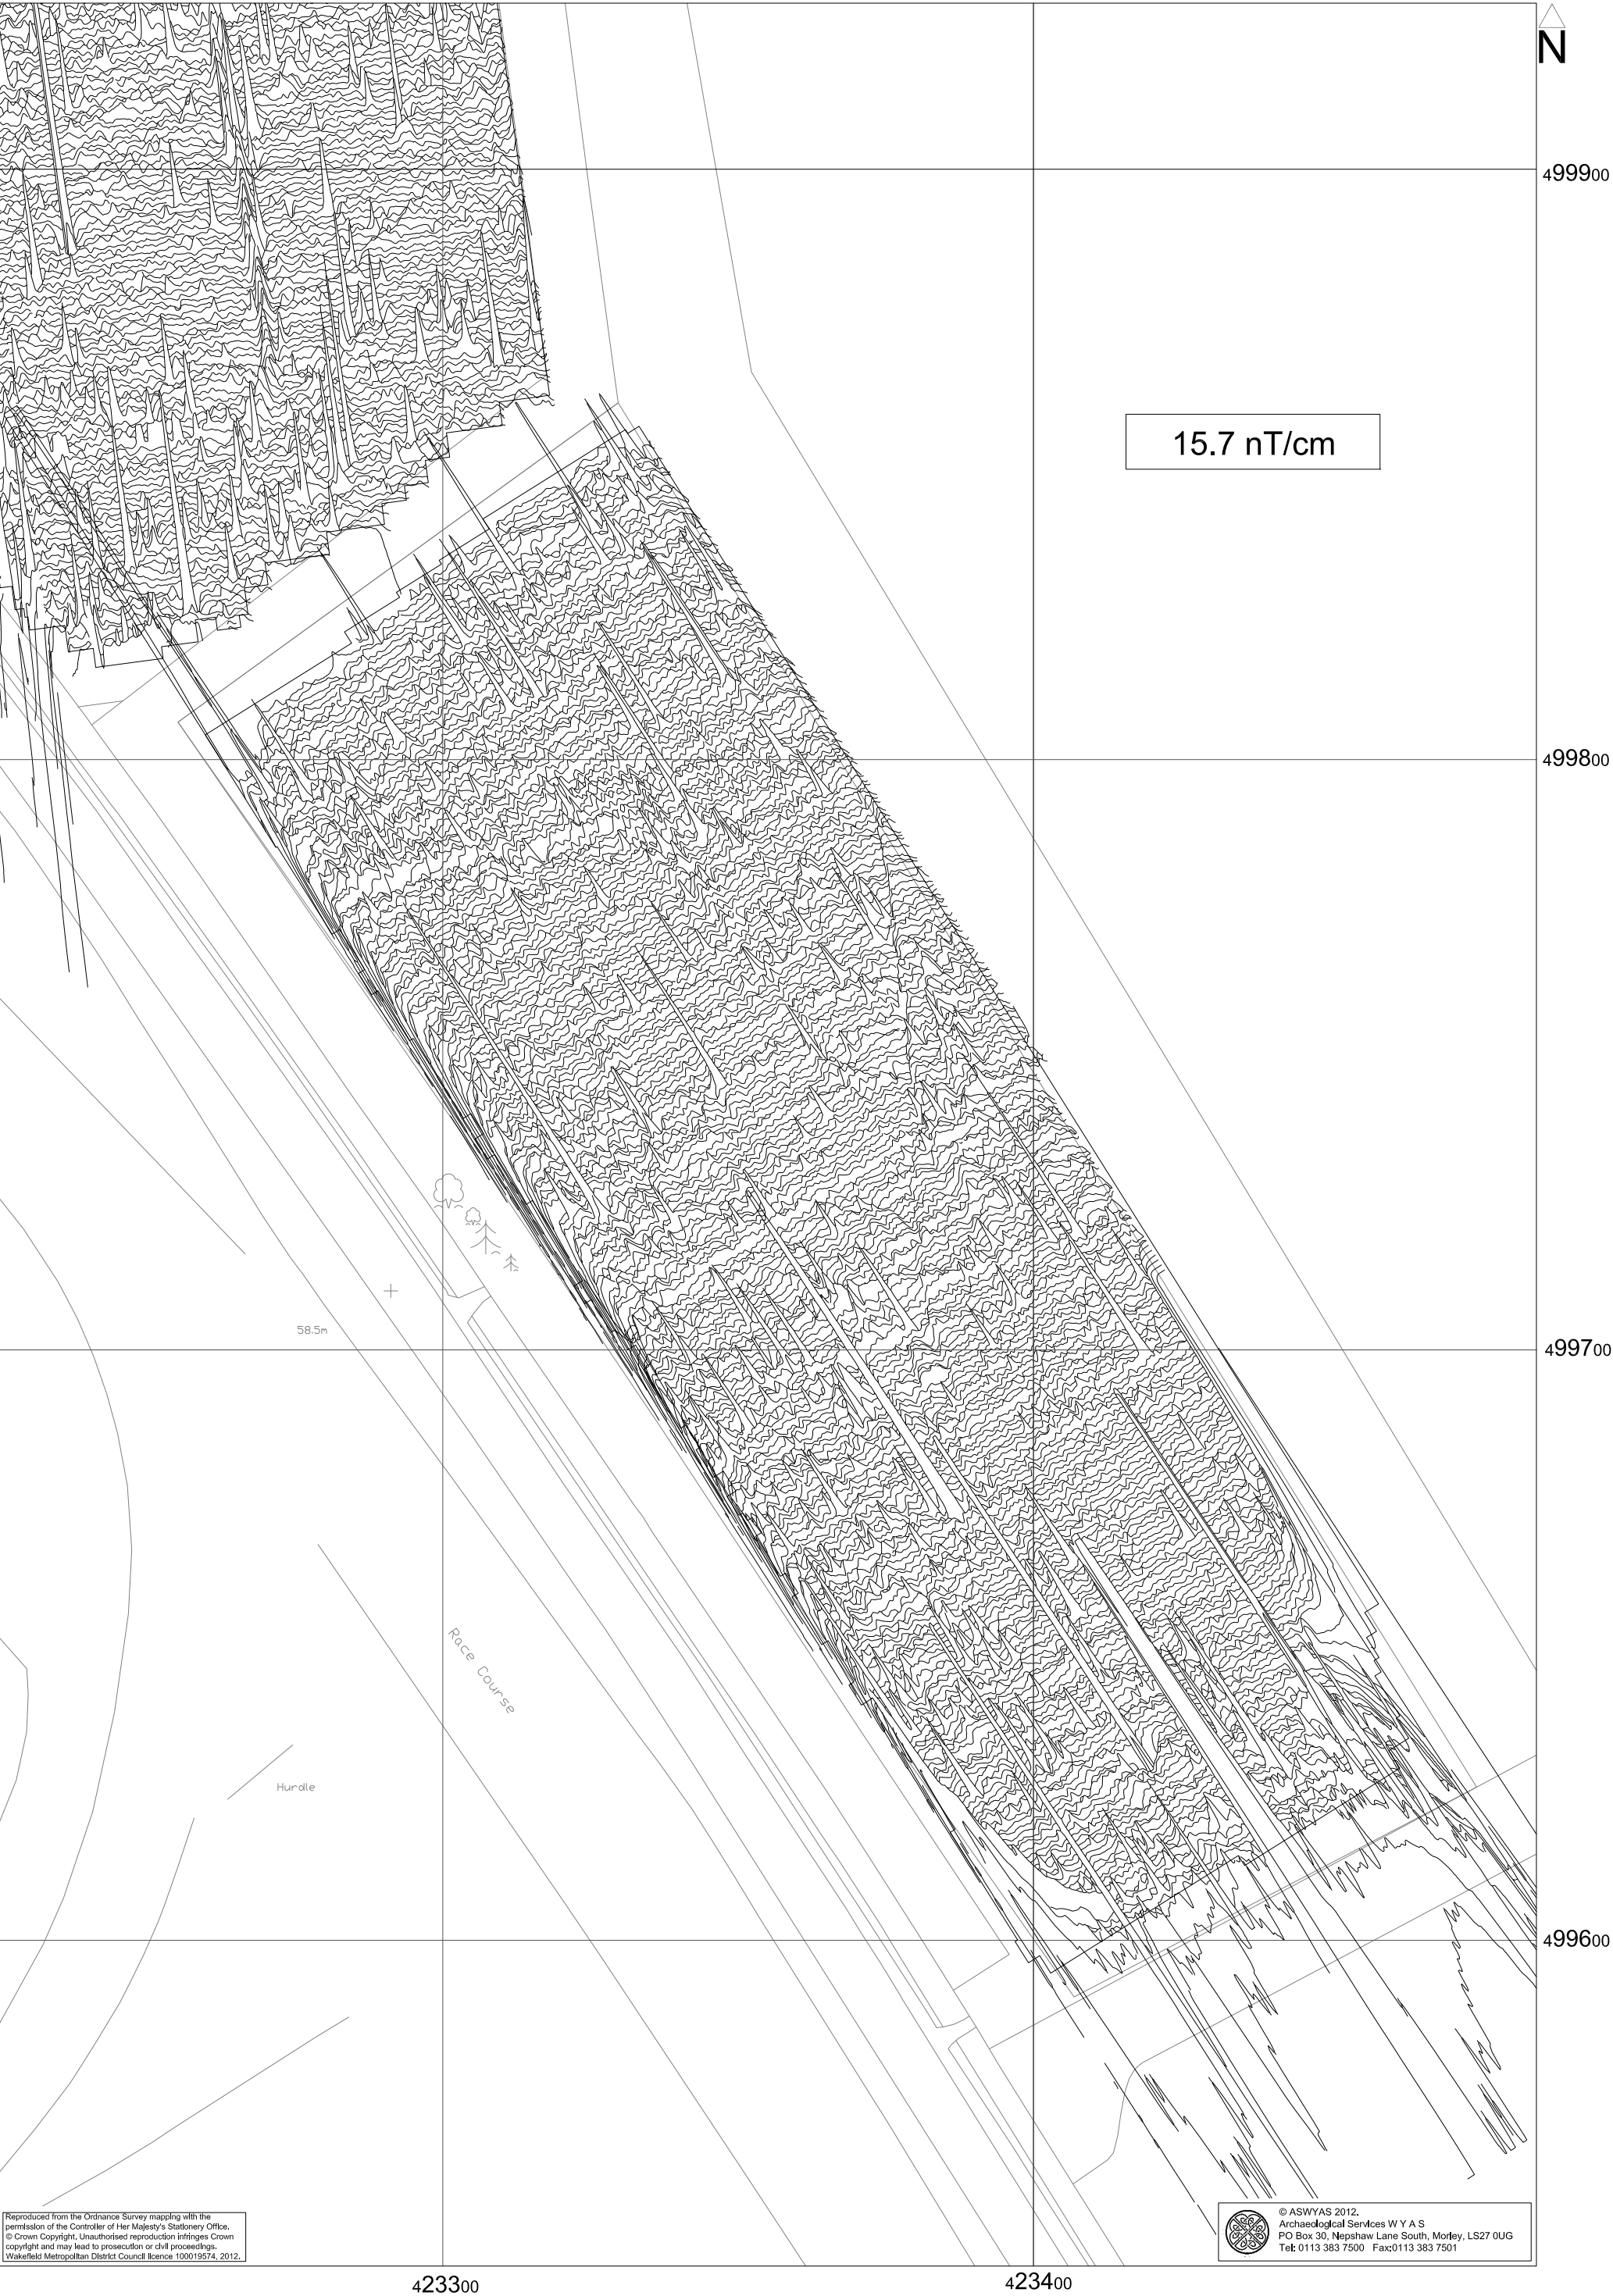 N
499900
15.7 nT/cm
499800
58.5m
499700
Race Course
Hurdle
499600
Reproduced from the Ordnance Survey mapping with the
permission of the Controller of Her Majesty's Stationery Office.
© Crown Copyright. Unauthorised reproduction infringes Crown
copyright and may lead to prosecution or civil proceedings.
Wakefield Metropolitan District Council licence 100019574, 2012.
© ASWYAS 2012.
Archaeological Services W Y A S
PO Box 30, Nepshaw Lane South, Morley, LS27 0UG
Tel: 0113 383 7500 Fax:0113 383 7501
423300
423400